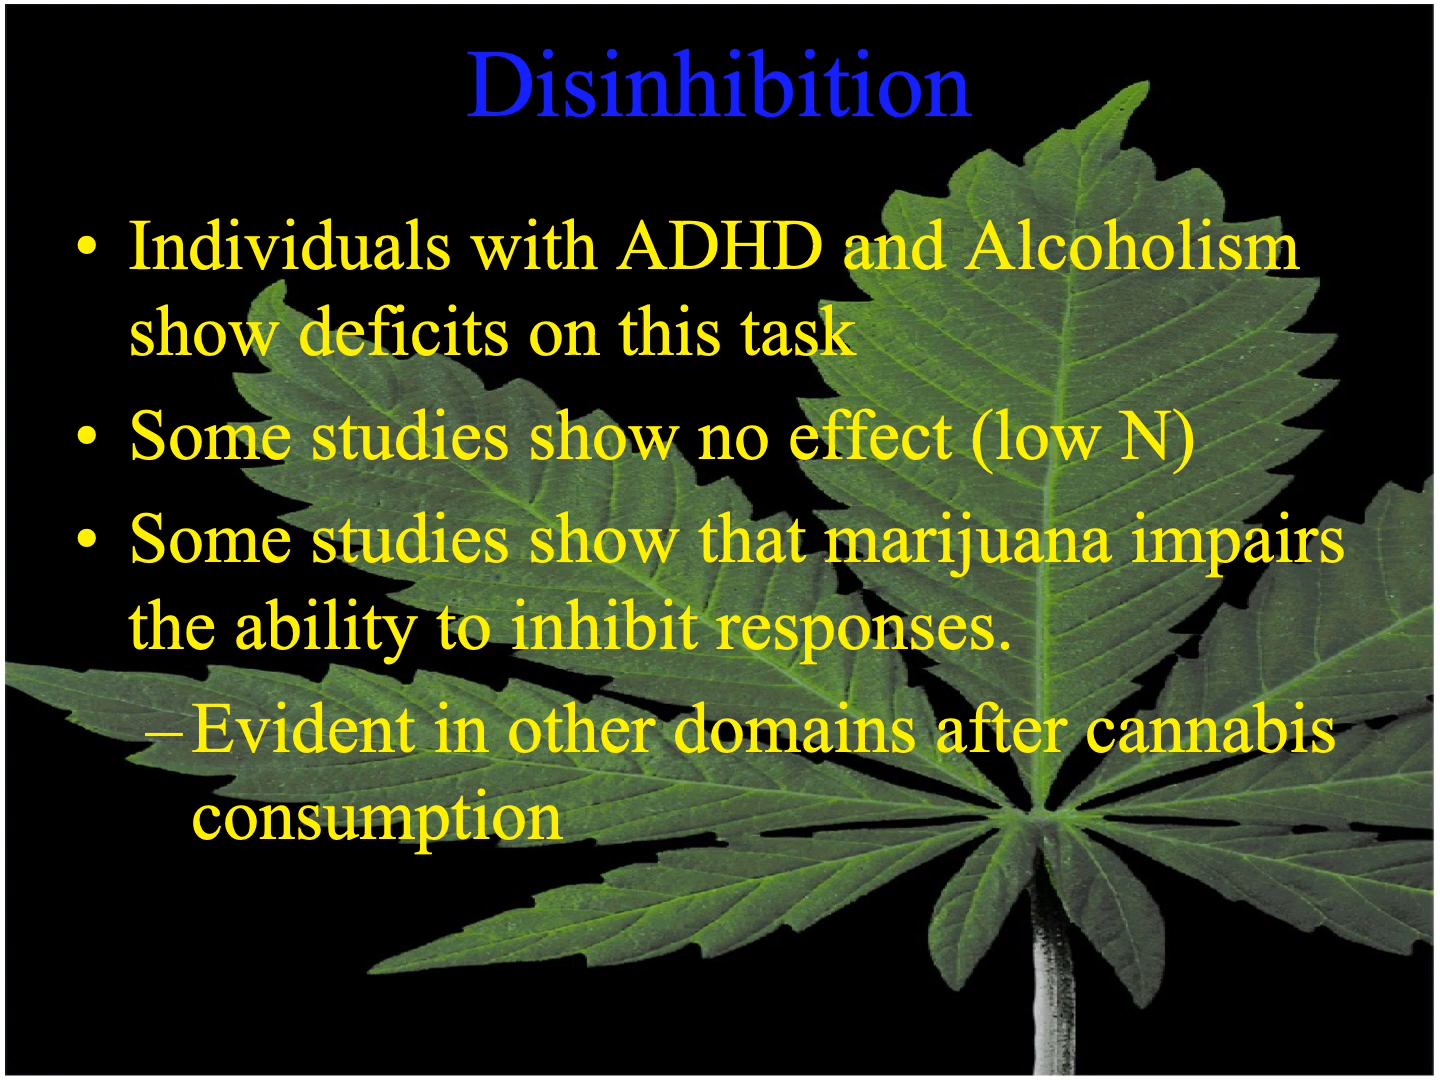 Disinhibition
• Individuals with ADHD and Alcoholism
show deficits on this task
• Some studies show no effect (low N)
• Some studies show that marijuana impairs
the ability to inhibit responses.
– Evident in other domains after cannabis
consumption